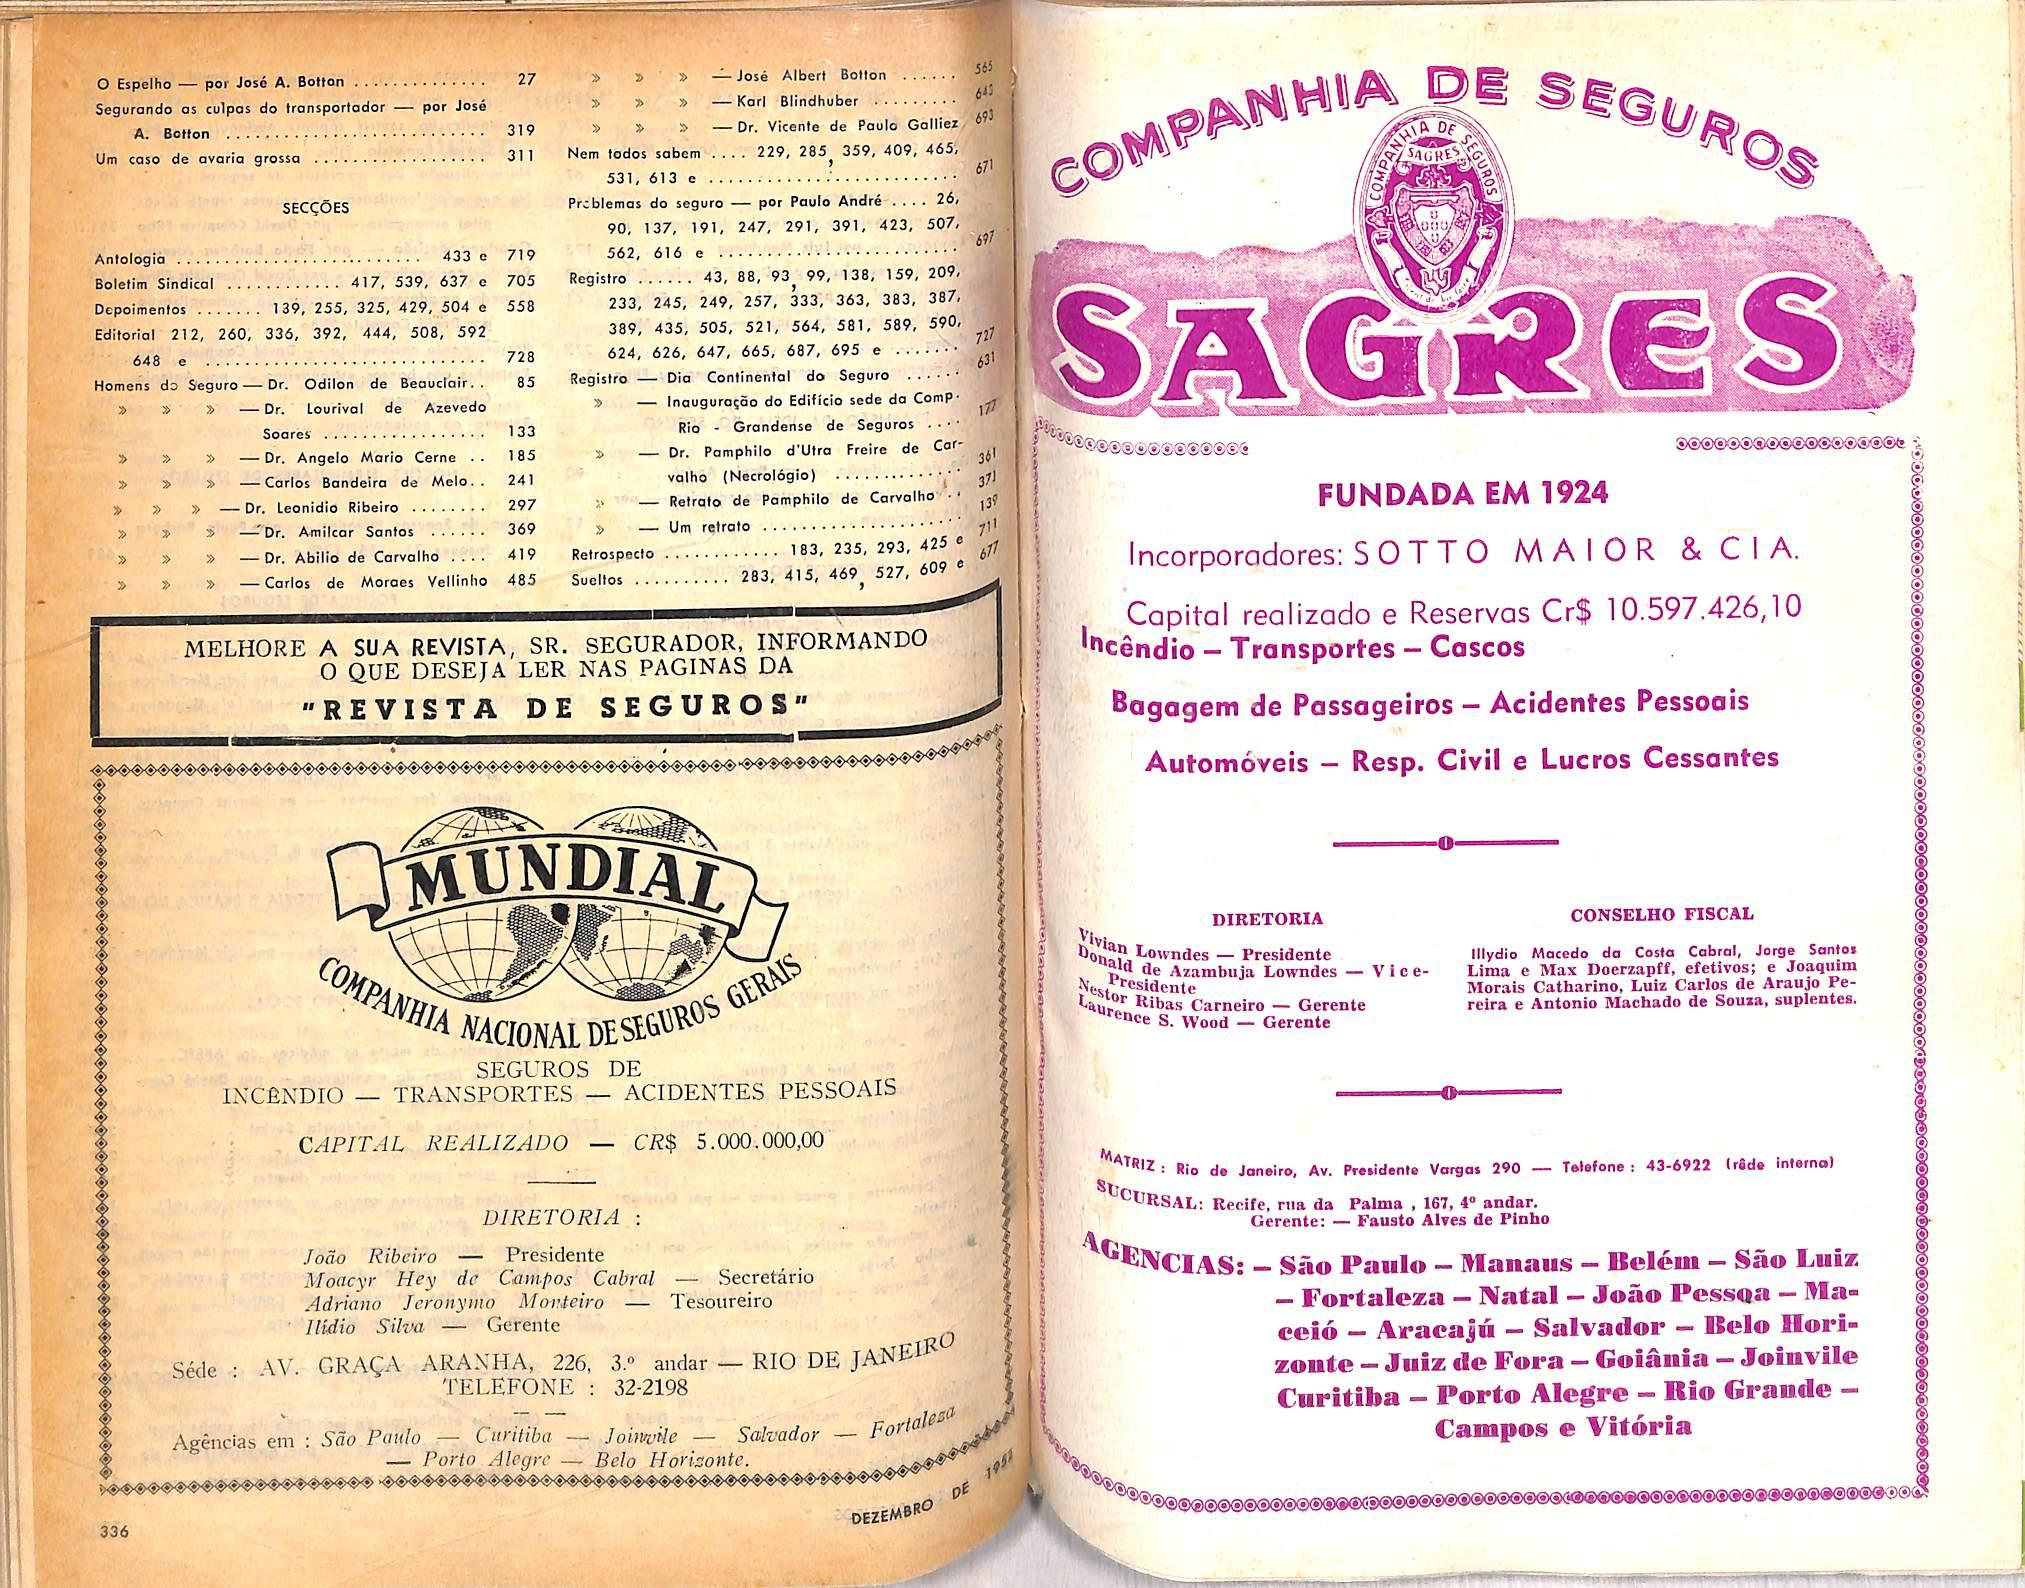 O Espelho — por José A. Botton ............... 27
Segurando as culpas do transportador — por José
A. Botton ........................... 319
Um caso de avaria grossa .................. 311
SECÇÕES
Antologia ............................ 433 e 719
Boletim Sindical ............ 417, 539, 637 e 705
Depoimentos ....... 139, 255, 325, 429, 504 e 558
Editorial 212, 260, 336, 392, 444, 508, 592
648 e ............................... 728
Homens do Seguro — Dr. Odilon de Beauclair.. 85
» » » — Dr. Lourival de Azevedo
Soares ................. 133
» » » — Dr. Angelo Mario Cerne .. 185
» » » — Carlos Bandeira de Melo.. 241
» » » — Dr. Leonidio Ribeiro ........ 297
» » » — Dr. Amilcar Santos ...... 369
» » » — Dr. Abilio de Carvalho .... 419
» » » — Carlos de Moraes Vellinho 485
» » » — José Albert Botton ...... 565
» » » — Karl Blindhuber ......... 643
» » » — Dr. Vicente de Paulo Galliez 693
Nem todos sabem .... 229, 285, 359, 409, 465,
531, 613 e .......................... 671
Problemas do seguro — por Paulo André .... 26,
90, 137, 191, 247, 291, 391, 423, 507,
562, 616 e ......................... 697
Registro ...... 43, 88, 93, 99, 138, 159, 209,
233, 245, 249, 257, 333, 363, 383, 387,
389, 435, 505, 521, 564, 581, 589, 590,
624, 626, 647, 665, 687, 695 e ....... 727
Registro — Dia Continental do Seguro ...... 631
» — Inauguração do Edifício sede da Comp.
Rio - Grandense de Seguros .... 177
» — Dr. Pamphilo d'Utra Freire de Car-
valho (Necrológio) ............. 361
» — Retrato de Pamphilo de Carvalho .. 371
» — Um retrato ..................... 139
Retrospecto ............ 183, 235, 293, 425 e 711
Sueltos .......... 283, 415, 469, 527, 609 e 677
MELHORE A SUA REVISTA, SR. SEGURADOR, INFORMANDO
O QUE DESEJA LER NAS PAGINAS DA
"REVISTA DE SEGUROS"
MUNDIAL
COMPANHIA NACIONAL DE SEGUROS GERAIS
SEGUROS DE
INCÊNDIO — TRANSPORTES — ACIDENTES PESSOAIS
CAPITAL REALIZADO — CR$ 5.000.000,00
DIRETORIA :
João Ribeiro — Presidente
Moacyr Hey de Campos Cabral — Secretário
Adriano Jeronymo Monteiro — Tesoureiro
Ilídio Silva — Gerente
Séde : AV. GRAÇA ARANHA, 226, 3.º andar — RIO DE JANEIRO
TELEFONE : 32-2198
Agências em : São Paulo — Curitiba — Joinvile — Salvador — Fortaleza
— Porto Alegre — Belo Horizonte.
336
DEZEMBRO DE
COMPANHIA DE SEGUROS
COMPANHIA DE SEGUROS
SAGRES
SAGRES
FUNDADA EM 1924
Incorporadores: SOTTO MAIOR & CIA.
Capital realizado e Reservas Cr$ 10.597.426,10
Incêndio — Transportes — Cascos
Bagagem de Passageiros — Acidentes Pessoais
Automóveis — Resp. Civil e Lucros Cessantes
DIRETORIA
Vivian Lowndes — Presidente
Donald de Azambuja Lowndes — Vice-
Presidente
Nestor Ribas Carneiro — Gerente
Laurence S. Wood — Gerente
CONSELHO FISCAL
Illydio Macedo da Costa Cabral, Jorge Santos
Lima e Max Doerzapff, efetivos; e Joaquim
Morais Catharino, Luiz Carlos de Araujo Pe-
reira e Antonio Machado de Souza, suplentes.
MATRIZ : Rio de Janeiro, Av. Presidente Vargas 290 — Telefone : 43-6922 (rêde interna)
SUCURSAL: Recife, rua da Palma , 167, 4º andar.
Gerente: — Fausto Alves de Pinho
AGENCIAS: — São Paulo — Manaus — Belém — São Luiz
— Fortaleza — Natal — João Pessoa — Ma-
ceió — Aracajú — Salvador — Belo Hori-
zonte — Juiz de Fora — Goiânia — Joinvile
Curitiba — Porto Alegre — Rio Grande —
Campos e Vitória